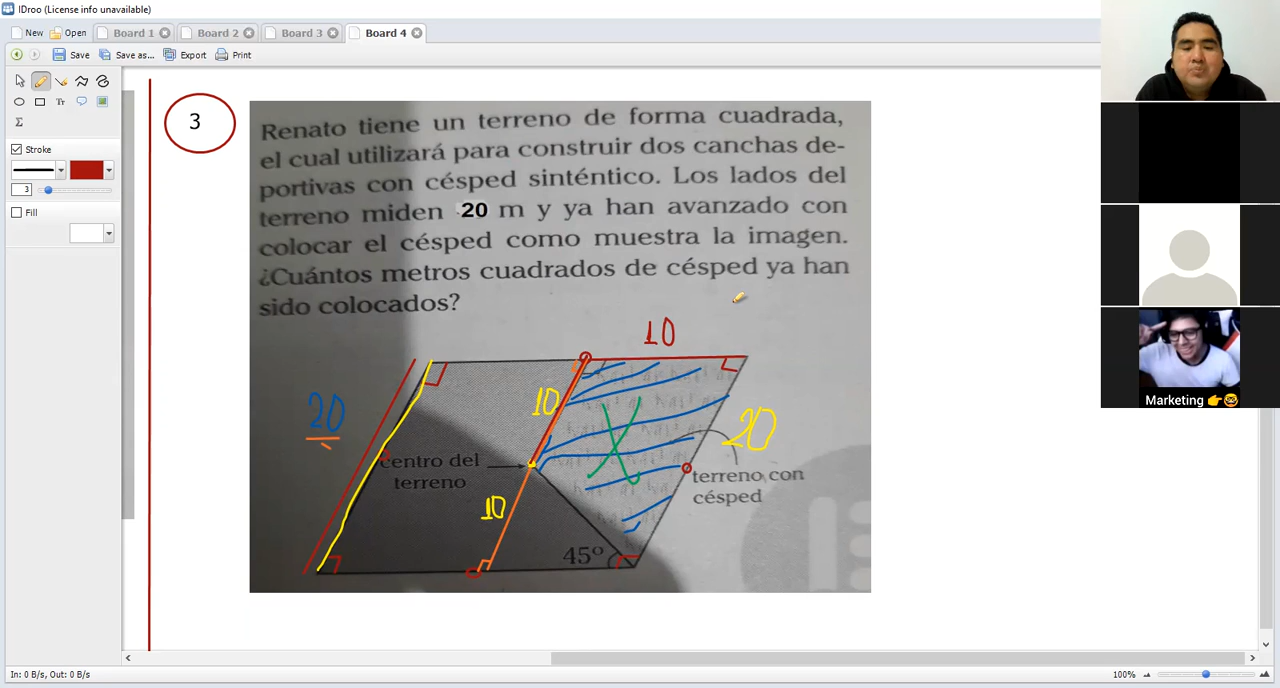 IDroo (License info unavailable)
New Open Board 1 Board 2 Board 3 Board 4
Save Save as... Export Print
Tr
Σ
Stroke
3
Fill
3
Renato tiene un terreno de forma cuadrada,
el cual utilizará para construir dos canchas de-
portivas con césped sinténtico. Los lados del
terreno miden 20 m y ya han avanzado con
colocar el césped como muestra la imagen.
¿Cuántos metros cuadrados de césped ya han
sido colocados?
10
20
10
20
centro del
terreno
10
terreno con
césped
45°
Marketing 👉🤓
In: 0 B/s, Out: 0 B/s
100%